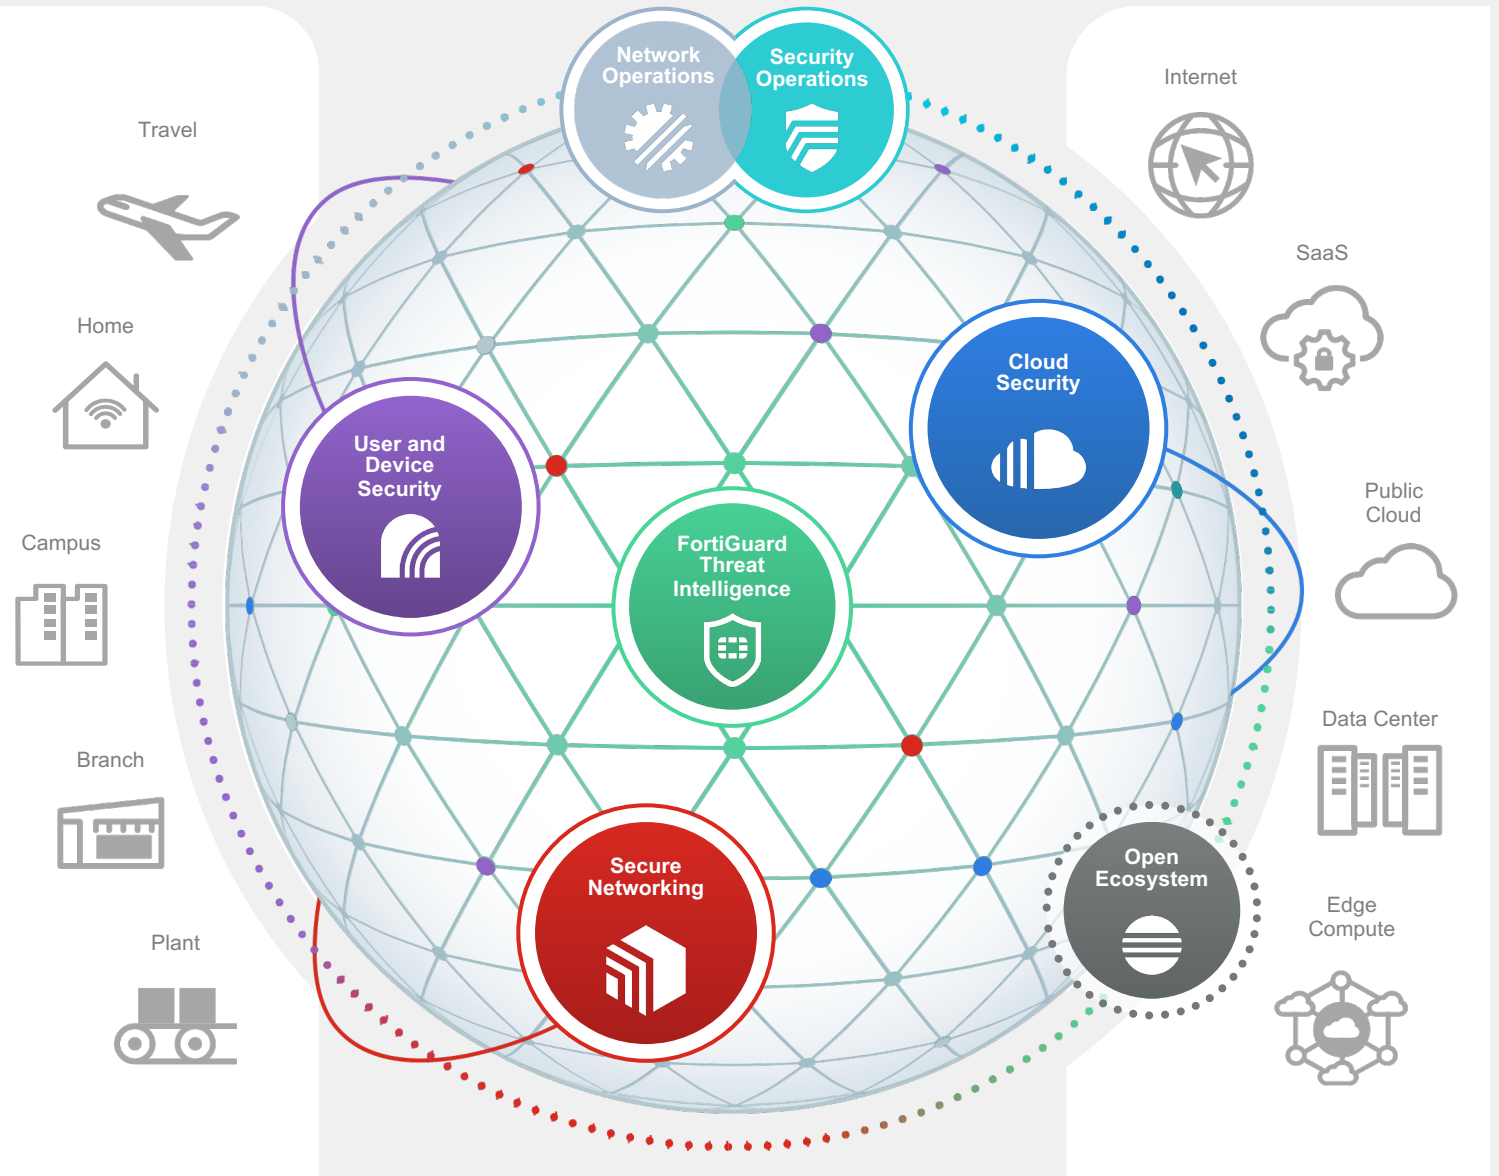 Network
Operations
Security
Operations
Travel
Home
Campus
Branch
Plant
User and
Device
Security
Cloud
Security
FortiGuard
Threat
Intelligence
Secure
Networking
Open
Ecosystem
Internet
SaaS
Public
Cloud
Data Center
Edge
Compute